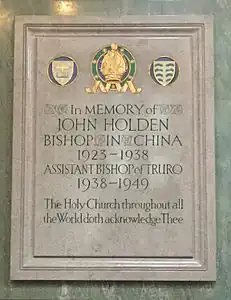 In MEMORY of
JOHN HOLDEN
BISHOP IN CHINA
1923-1938
ASSISTANT BISHOP of TRURO
1938-1949
The Holy Church throughout all
the World doth acknowledge Thee